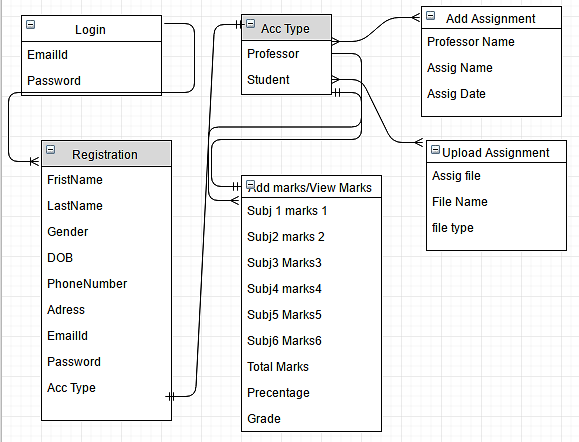 Login
EmailId
Password
Registration
FristName
LastName
Gender
DOB
PhoneNumber
Adress
EmailId
Password
Acc Type
Acc Type
Professor
Student
Add marks/View Marks
Subj 1 marks 1
Subj2 marks 2
Subj3 Marks3
Subj4 marks4
Subj5 Marks5
Subj6 Marks6
Total Marks
Precentage
Grade
Add Assignment
Professor Name
Assig Name
Assig Date
Upload Assignment
Assig file
File Name
file type